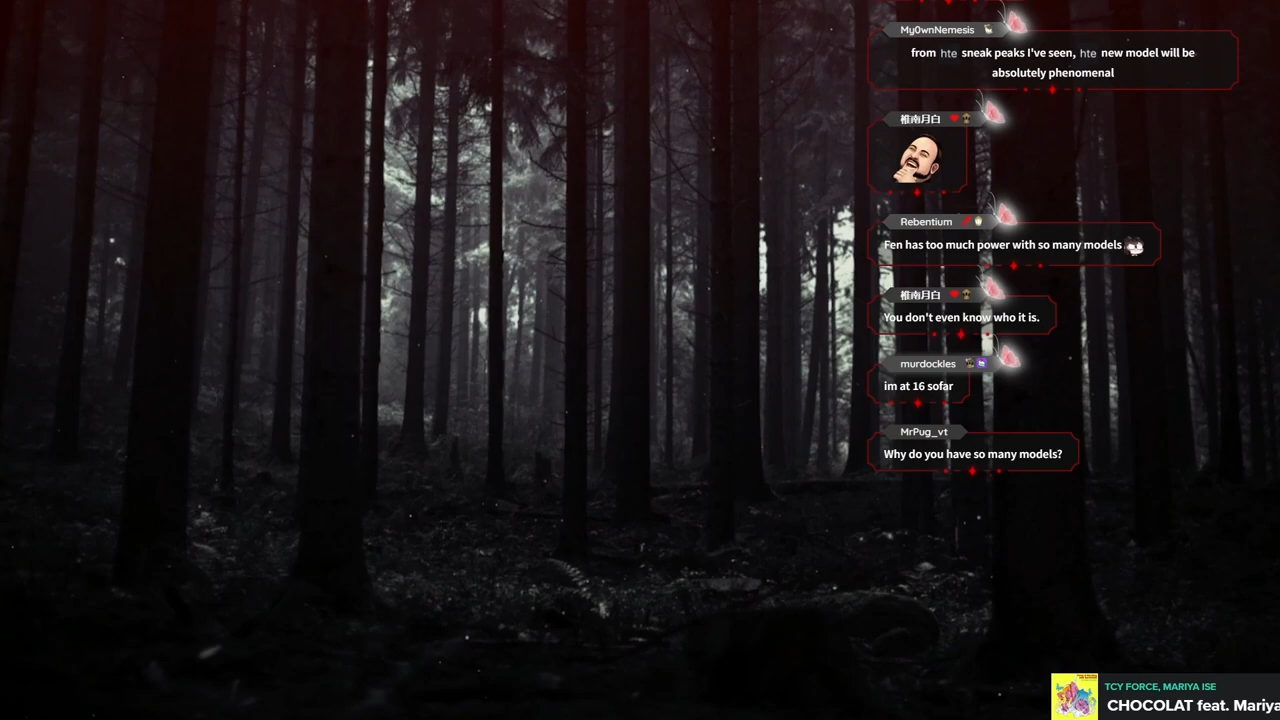 My0wnNemesis
from hte sneak peaks I've seen, hte new model will be
absolutely phenomenal
椎南月白
Rebentium
Fen has too much power with so many models
椎南月白
You don't even know who it is.
murdockles
im at 16 sofar
MrPug_vt
Why do you have so many models?
TCY FORCE, MARIYA ISE
CHOCOLAT feat. Mariya